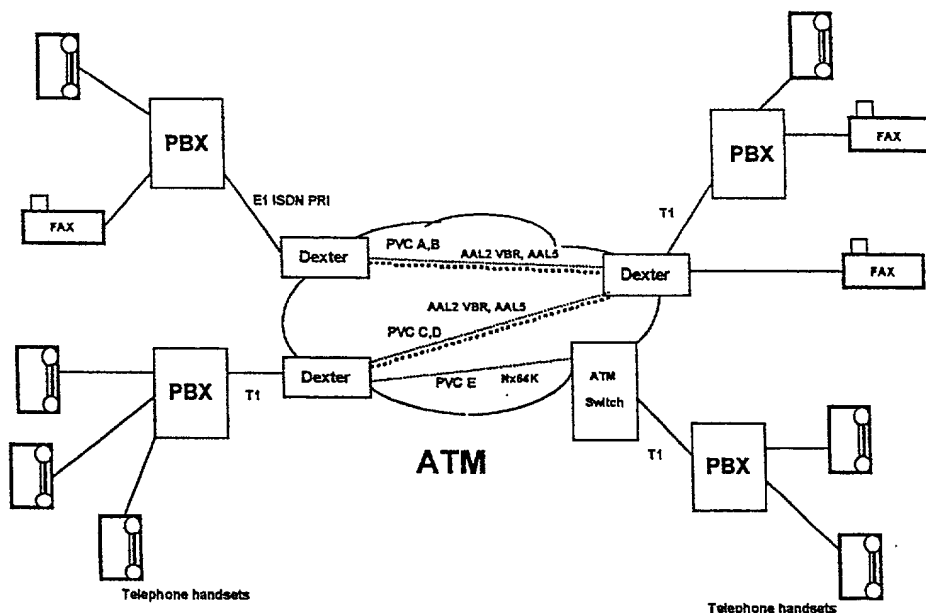 PBX
FAX
E1 ISDN PRI
Dexter
PVC A,B
AAL2 VBR, AAL5
PBX
FAX
T1
Dexter
FAX
AAL2 VBR, AAL5
PVC C,D
PBX
T1
Dexter
PVC E
Nx64K
ATM
Switch
ATM
T1
PBX
Telephone handsets
Telephone handsets